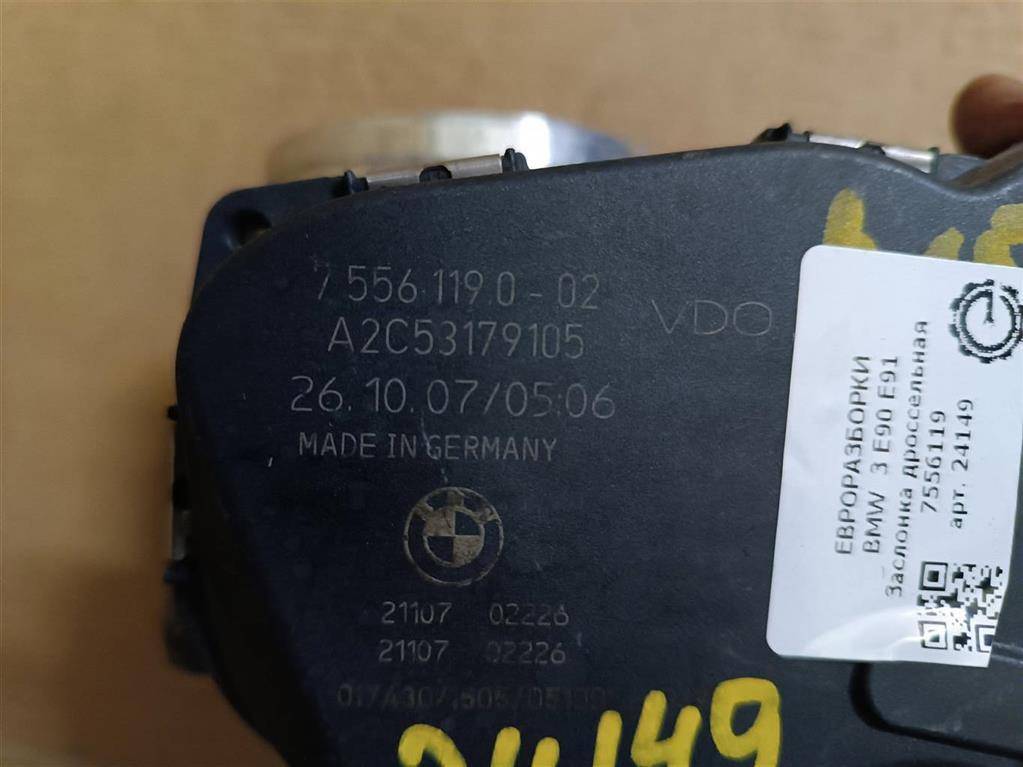 7 556 119.0 - 02
A2C53179105
VDO
26.10.07/05:06
MADE IN GERMANY
21107 02226
21107 02226
ЕВРОРАЗБОРКИ
BMW 3 E90 E91
Заслонка дроссельная
7556119
арт. 24149
24149